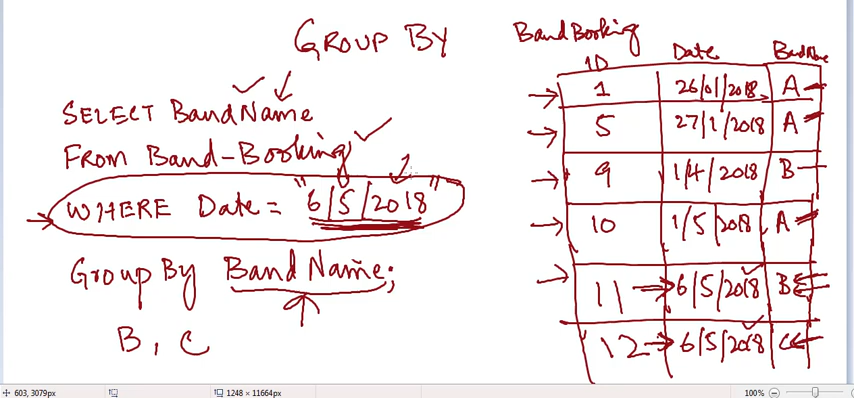 GROUP BY
SELECT BandName
From Band-Booking
WHERE Date = "6/5/2018"
Group By BandName;
B, C
BandBooking
ID Date BandName
1 26/01/2018 A
5 27/1/2018 A
9 1/4/2018 B
10 1/5/2018 A
11 6/5/2018 B
12 6/5/2018 C
603, 3079px 1248 × 11664px 100%